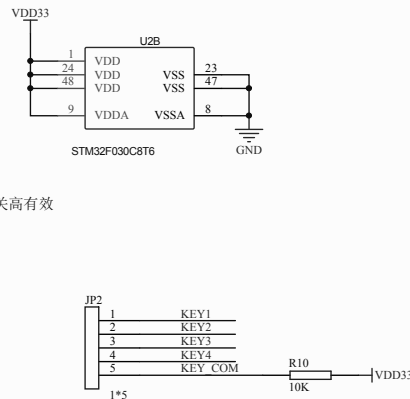 VDD33
U2B
1 VDD
24 VDD VSS 23
48 VDD VSS 47
9 VDDA VSSA 8
STM32F030C8T6
GND
关高有效
JP2
1 KEY1
2 KEY2
3 KEY3
4 KEY4
5 KEY_COM
R10
10K
VDD33
1*5